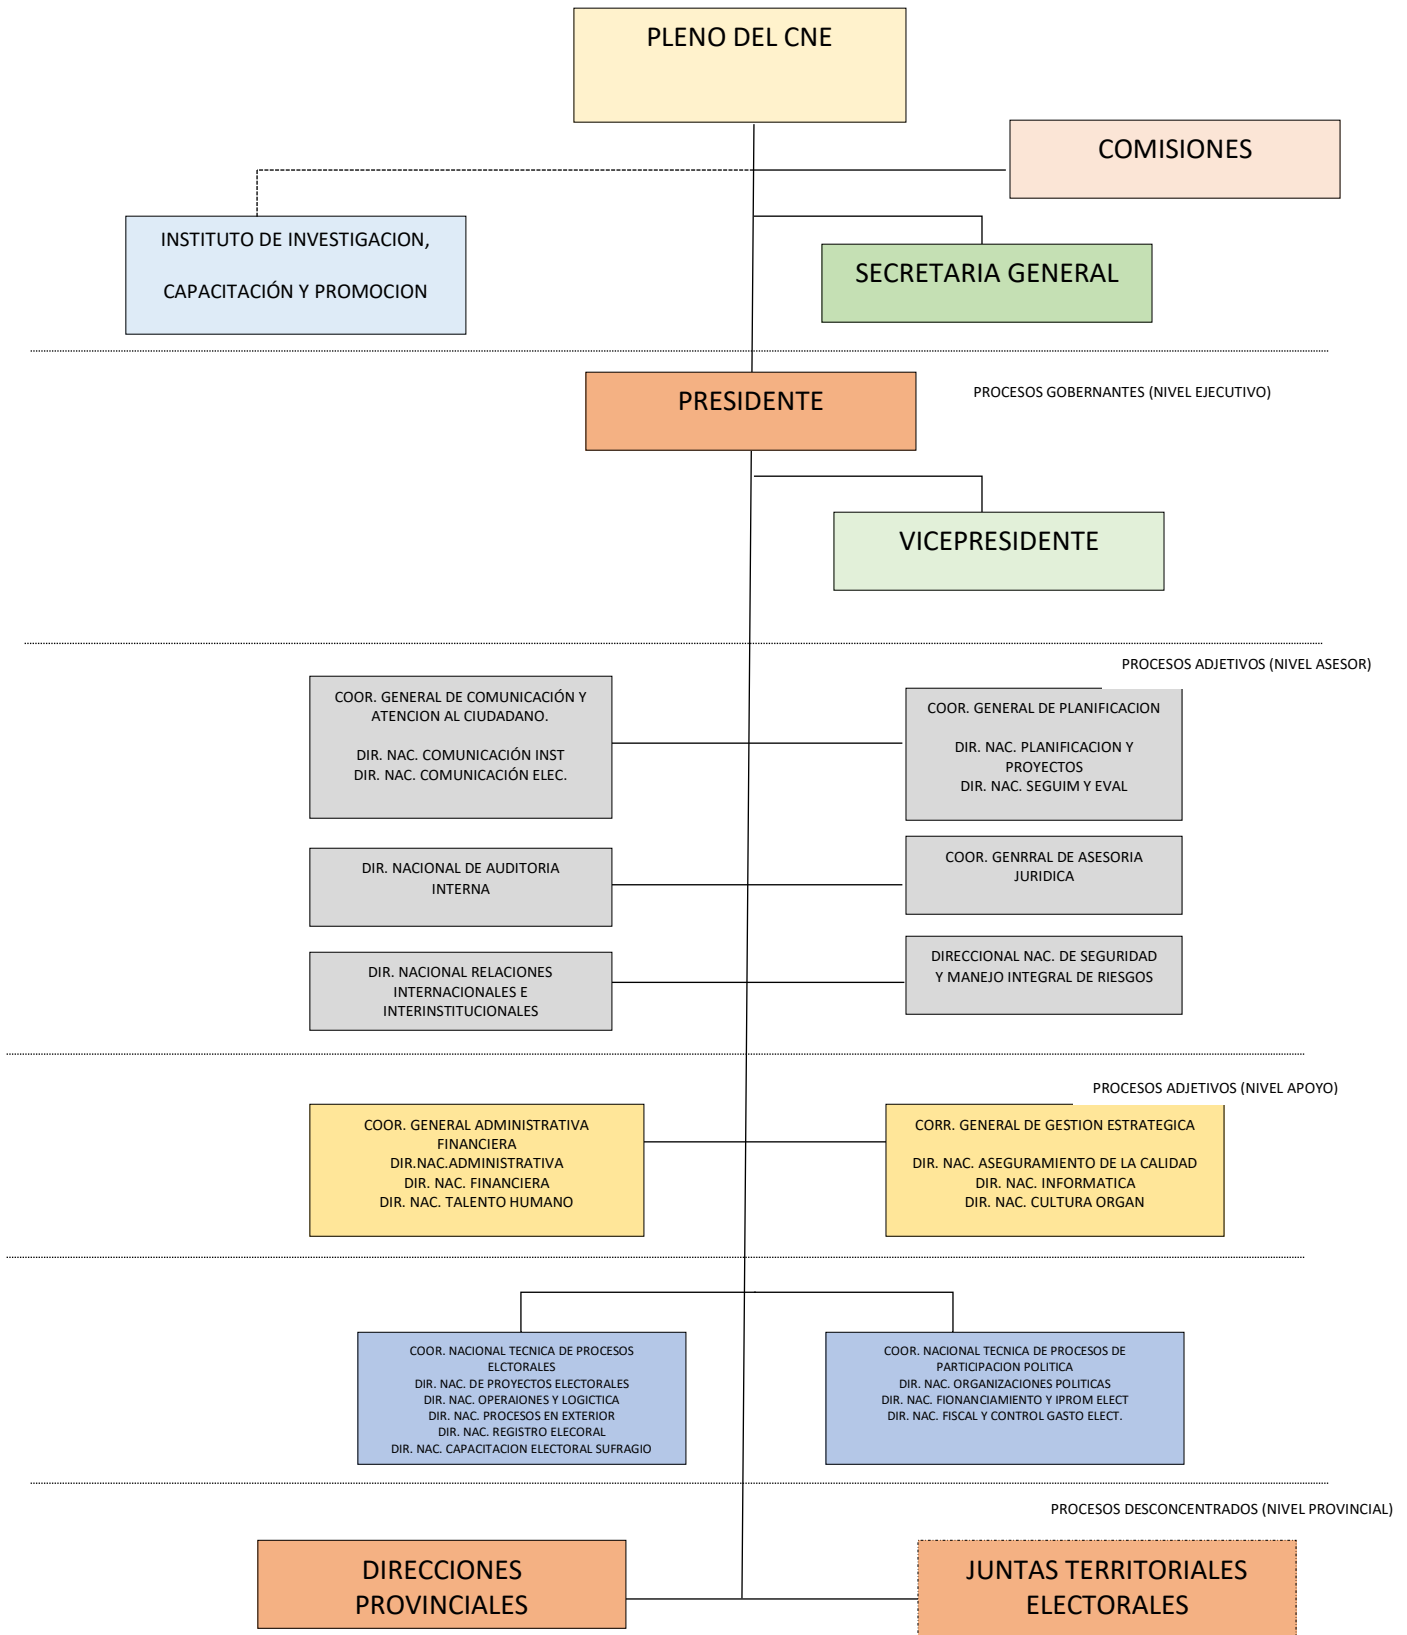 PLENO DEL CNE
COMISIONES
INSTITUTO DE INVESTIGACION,
CAPACITACIÓN Y PROMOCION
SECRETARIA GENERAL
PRESIDENTE
PROCESOS GOBERNANTES (NIVEL EJECUTIVO)
VICEPRESIDENTE
PROCESOS ADJETIVOS (NIVEL ASESOR)
COOR. GENERAL DE COMUNICACIÓN Y
ATENCION AL CIUDADANO.
DIR. NAC. COMUNICACIÓN INST
DIR. NAC. COMUNICACIÓN ELEC.
COOR. GENERAL DE PLANIFICACION
DIR. NAC. PLANIFICACION Y
PROYECTOS
DIR. NAC. SEGUIM Y EVAL
DIR. NACIONAL DE AUDITORIA
INTERNA
COOR. GENRRAL DE ASESORIA
JURIDICA
DIR. NACIONAL RELACIONES
INTERNACIONALES E
INTERINSTITUCIONALES
DIRECCIONAL NAC. DE SEGURIDAD
Y MANEJO INTEGRAL DE RIESGOS
PROCESOS ADJETIVOS (NIVEL APOYO)
COOR. GENERAL ADMINISTRATIVA
FINANCIERA
DIR.NAC.ADMINISTRATIVA
DIR. NAC. FINANCIERA
DIR. NAC. TALENTO HUMANO
CORR. GENERAL DE GESTION ESTRATEGICA
DIR. NAC. ASEGURAMIENTO DE LA CALIDAD
DIR. NAC. INFORMATICA
DIR. NAC. CULTURA ORGAN
COOR. NACIONAL TECNICA DE PROCESOS
ELCTORALES
DIR. NAC. DE PROYECTOS ELECTORALES
DIR. NAC. OPERAIONES Y LOGICTICA
DIR. NAC. PROCESOS EN EXTERIOR
DIR. NAC. REGISTRO ELECORAL
DIR. NAC. CAPACITACION ELECTORAL SUFRAGIO
COOR. NACIONAL TECNICA DE PROCESOS DE
PARTICIPACION POLITICA
DIR. NAC. ORGANIZACIONES POLITICAS
DIR. NAC. FIONANCIAMIENTO Y IPROM ELECT
DIR. NAC. FISCAL Y CONTROL GASTO ELECT.
PROCESOS DESCONCENTRADOS (NIVEL PROVINCIAL)
DIRECCIONES
PROVINCIALES
JUNTAS TERRITORIALES
ELECTORALES